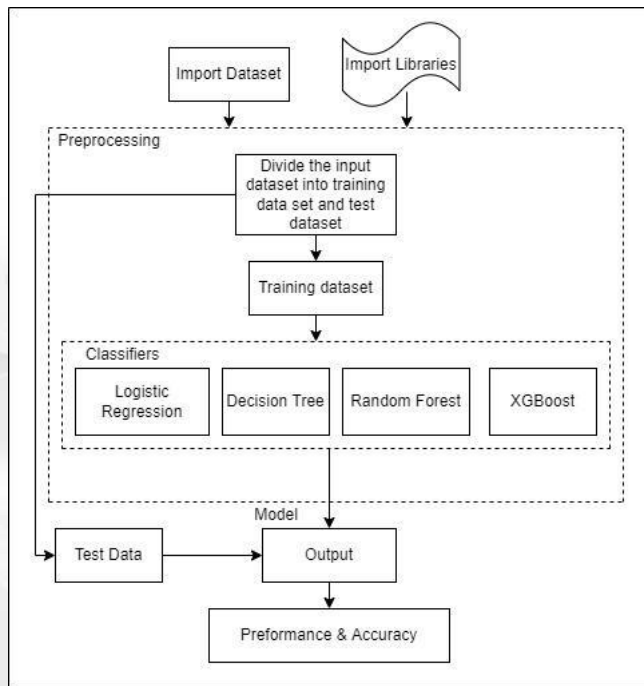 Import Dataset
Import Libraries
Preprocessing
Divide the input
dataset into training
data set and test
dataset
Training dataset
Classifiers
Logistic
Regression
Decision Tree
Random Forest
XGBoost
Model
Test Data
Output
Preformance & Accuracy